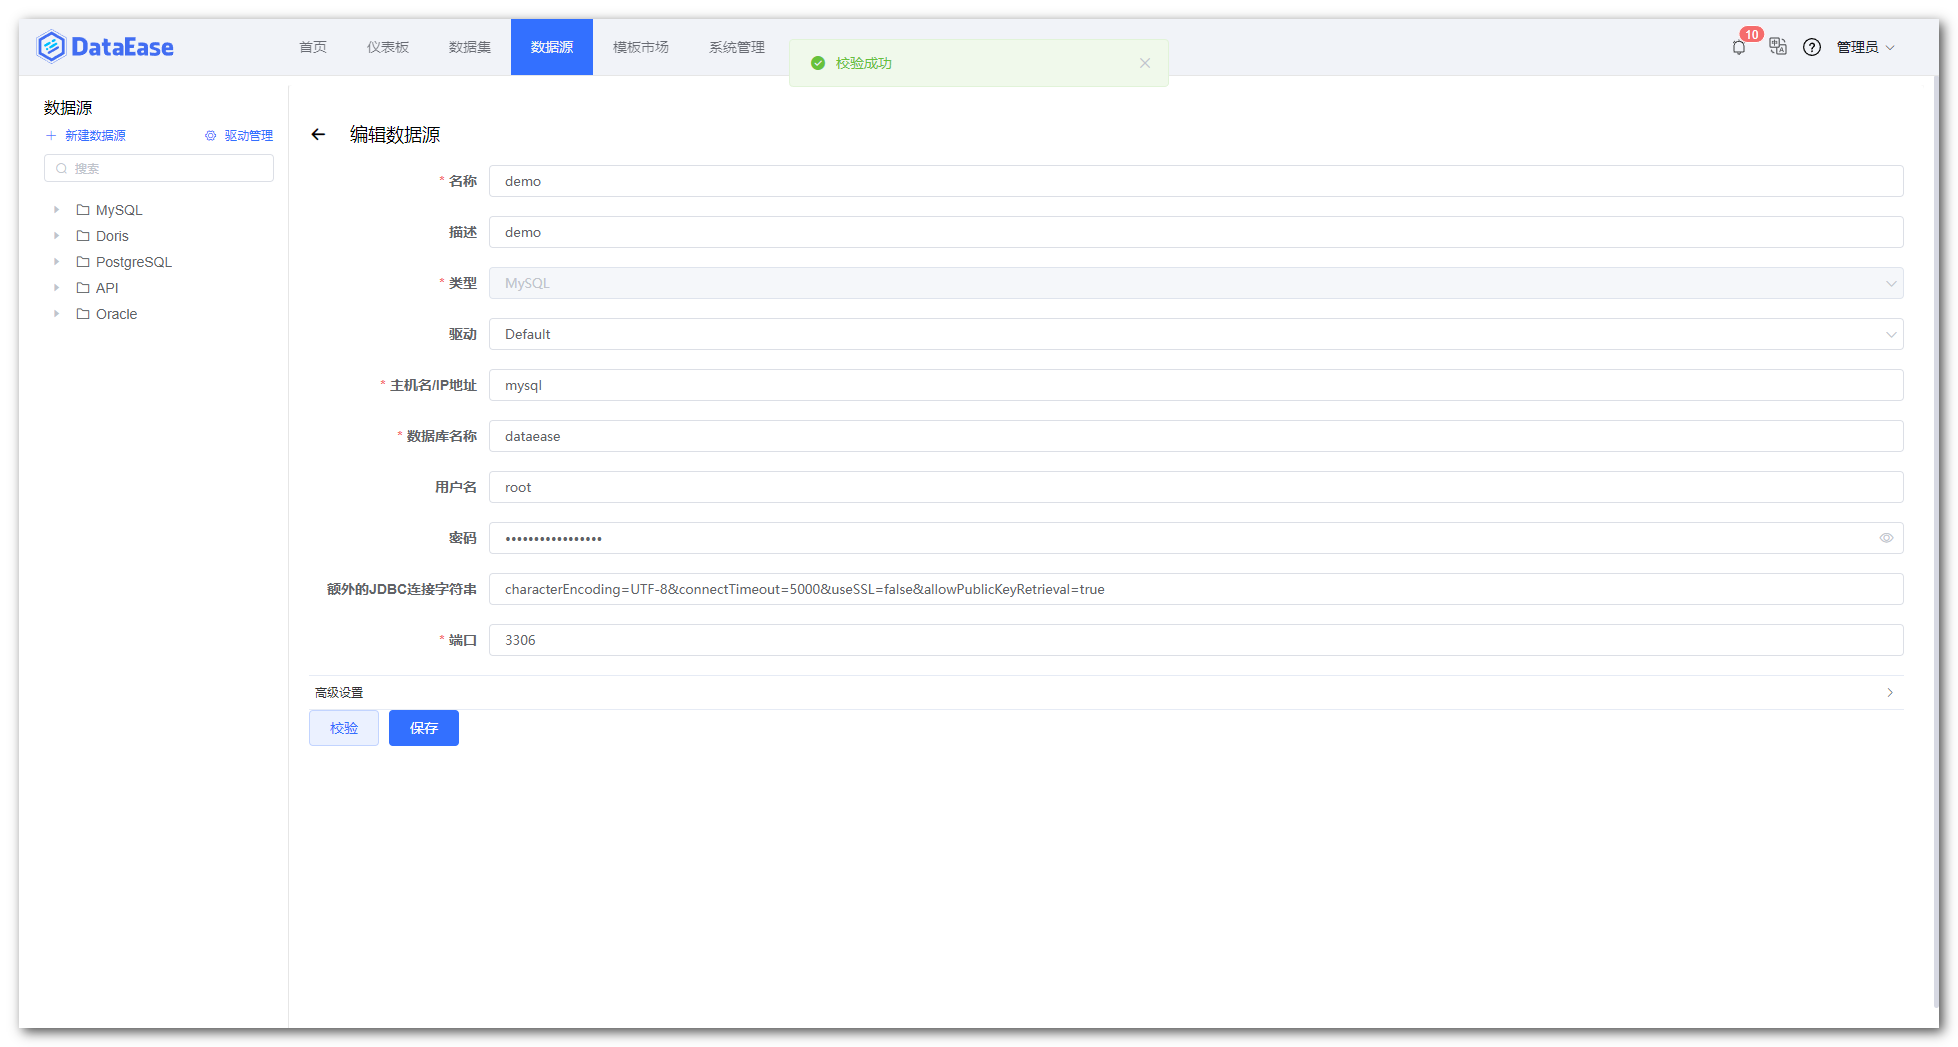 DataEase
首页 仪表板 数据集 数据源 模板市场 系统管理
校验成功
10
管理员
数据源
新建数据源 驱动管理
搜索
MySQL
Doris
PostgreSQL
API
Oracle
编辑数据源
* 名称 demo
描述 demo
* 类型 MySQL
驱动 Default
* 主机名/IP地址 mysql
* 数据库名称 dataease
用户名 root
密码 •••••••••••••••••
额外的JDBC连接字符串 characterEncoding=UTF-8&connectTimeout=5000&useSSL=false&allowPublicKeyRetrieval=true
* 端口 3306
高级设置
校验 保存